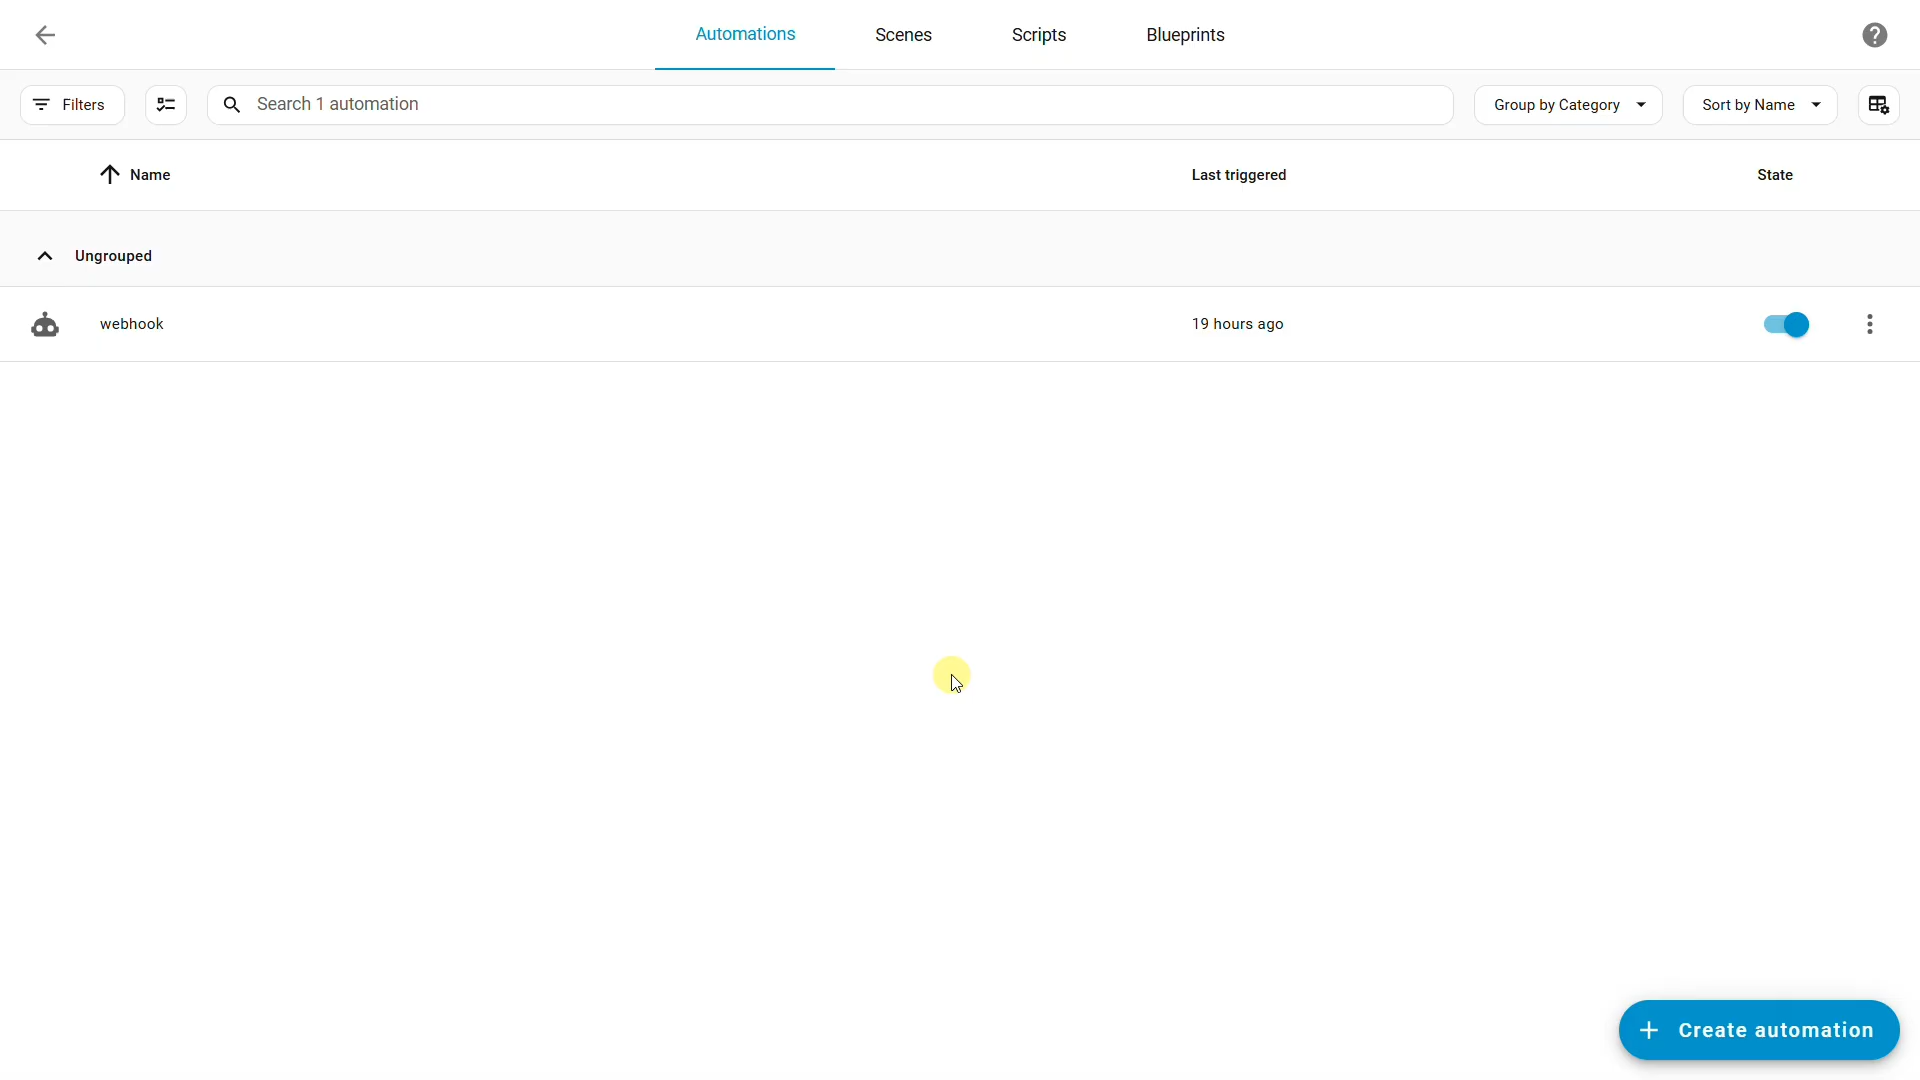 Automations
Scenes
Scripts
Blueprints
Filters
Search 1 automation
Group by Category
Sort by Name
Name
Last triggered
State
Ungrouped
webhook
19 hours ago
Create automation